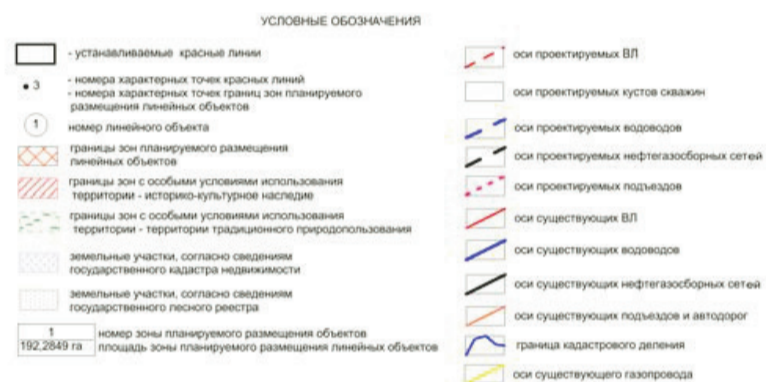 УСЛОВНЫЕ ОБОЗНАЧЕНИЯ
- устанавливаемые красные линии
3
- номера характерных точек красных линий
- номера характерных точек границ зон планируемого
размещения линейных объектов
1
номер линейного объекта
границы зон планируемого размещения
линейных объектов
границы зон с особыми условиями использования
территории - историко-культурное наследие
границы зон с особыми условиями использования
территории - территории традиционного природопользования
земельные участки, согласно сведениям
государственного кадастра недвижимости
земельные участки, согласно сведениям
государственного лесного реестра
1
номер зоны планируемого размещения объектов
192,2849 га
площадь зоны планируемого размещения линейных объектов
оси проектируемых ВЛ
оси проектируемых кустов скважин
оси проектируемых водоводов
оси проектируемых нефтегазосборных сетей
оси проектируемых подъездов
оси существующих ВЛ
оси существующих водоводов
оси существующих нефтегазосборных сетей
оси существующих подъездов и автодорог
граница кадастрового деления
оси существующего газопровода